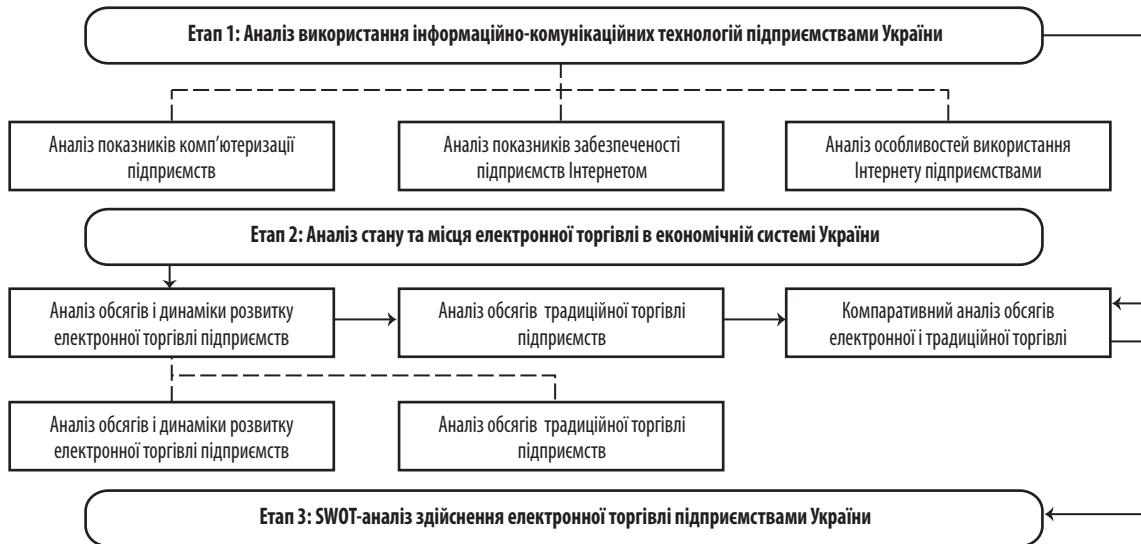 Етап 1: Аналіз використання інформаційно-комунікаційних технологій підприємствами України
Аналіз показників комп’ютеризації
підприємств
Аналіз показників забезпеченості
підприємств Інтернетом
Аналіз особливостей використання
Інтернету підприємствами
Етап 2: Аналіз стану та місця електронної торгівлі в економічній системі України
Аналіз обсягів і динаміки розвитку
електронної торгівлі підприємств
Аналіз обсягів традиційної торгівлі
підприємств
Компаративний аналіз обсягів
електронної і традиційної торгівлі
Аналіз обсягів і динаміки розвитку
електронної торгівлі підприємств
Аналіз обсягів традиційної торгівлі
підприємств
Етап 3: SWOT-аналіз здійснення електронної торгівлі підприємствами України